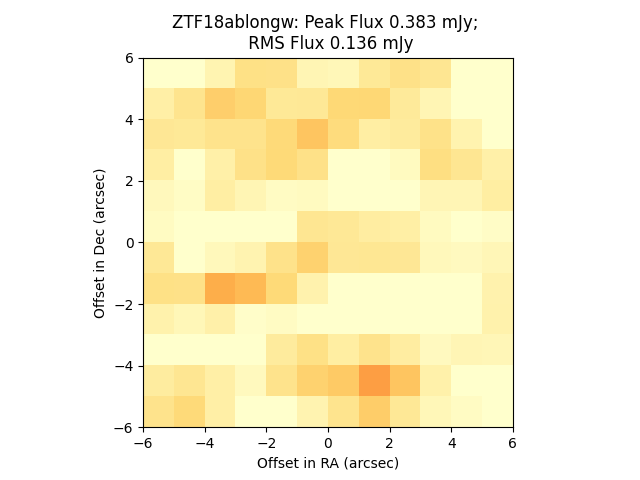 ZTF18ablongw: Peak Flux 0.383 mJy;
RMS Flux 0.136 mJy
6
4
2
0
−2
−4
−6
Offset in Dec (arcsec)
−6 −4 −2 0 2 4 6
Offset in RA (arcsec)